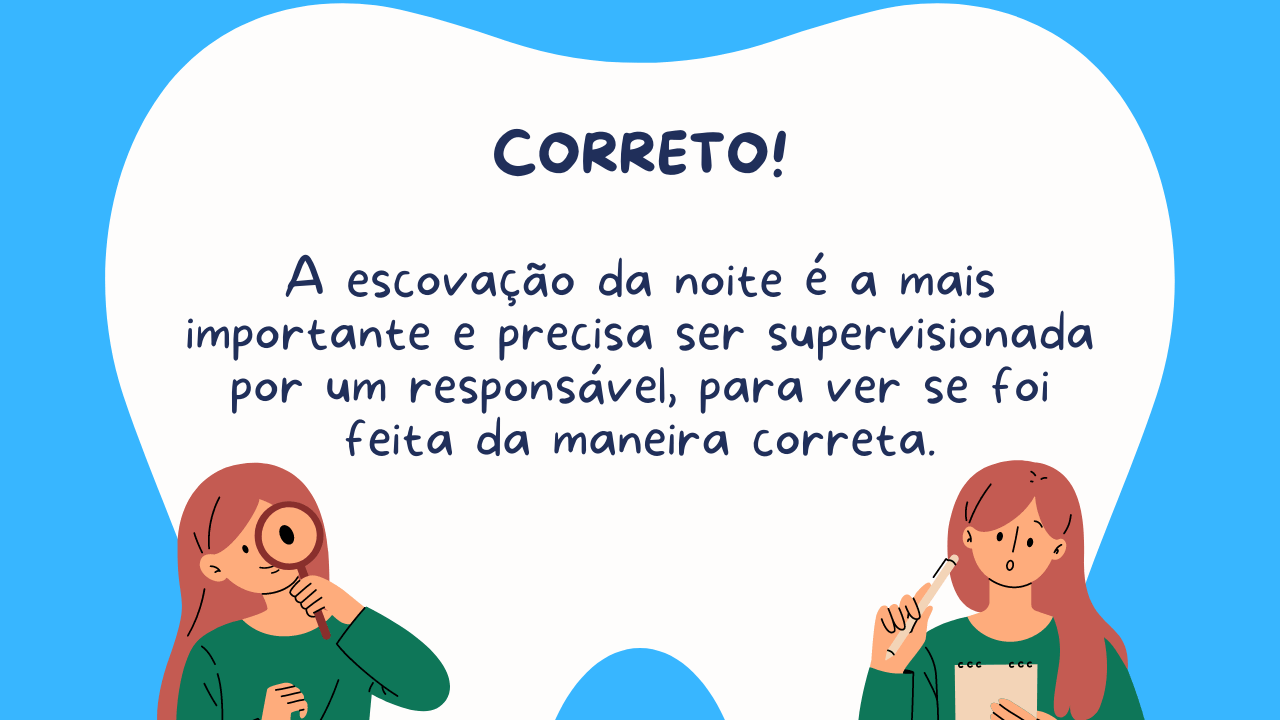 CORRETO!
A escovação da noite é a mais
importante e precisa ser supervisionada
por um responsável, para ver se foi
feita da maneira correta.